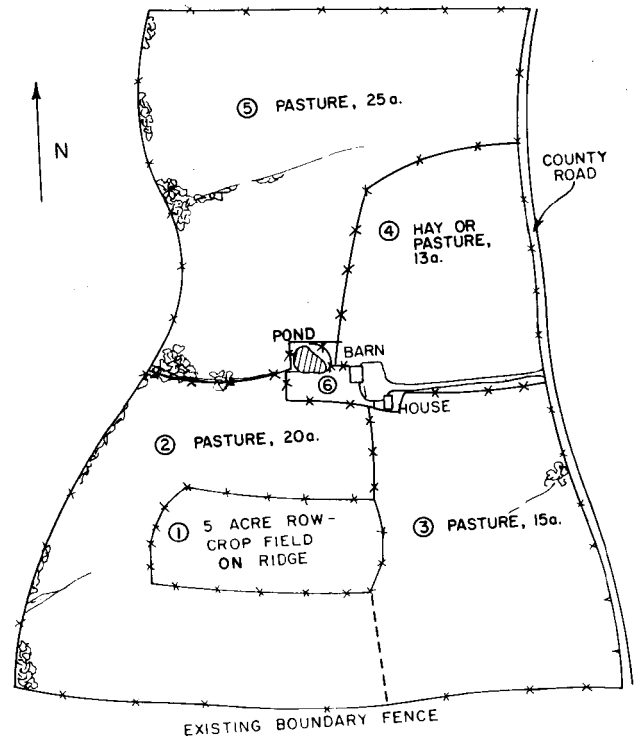 ⑤ PASTURE, 25a.
N
COUNTY
ROAD
④ HAY OR
PASTURE,
13a.
POND
BARN
⑥
HOUSE
② PASTURE, 20a.
① 5 ACRE ROW-
CROP FIELD
ON RIDGE
③ PASTURE, 15a.
EXISTING BOUNDARY FENCE